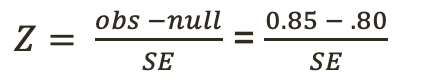 Z = obs −null / SE = 0.85 − .80 / SE